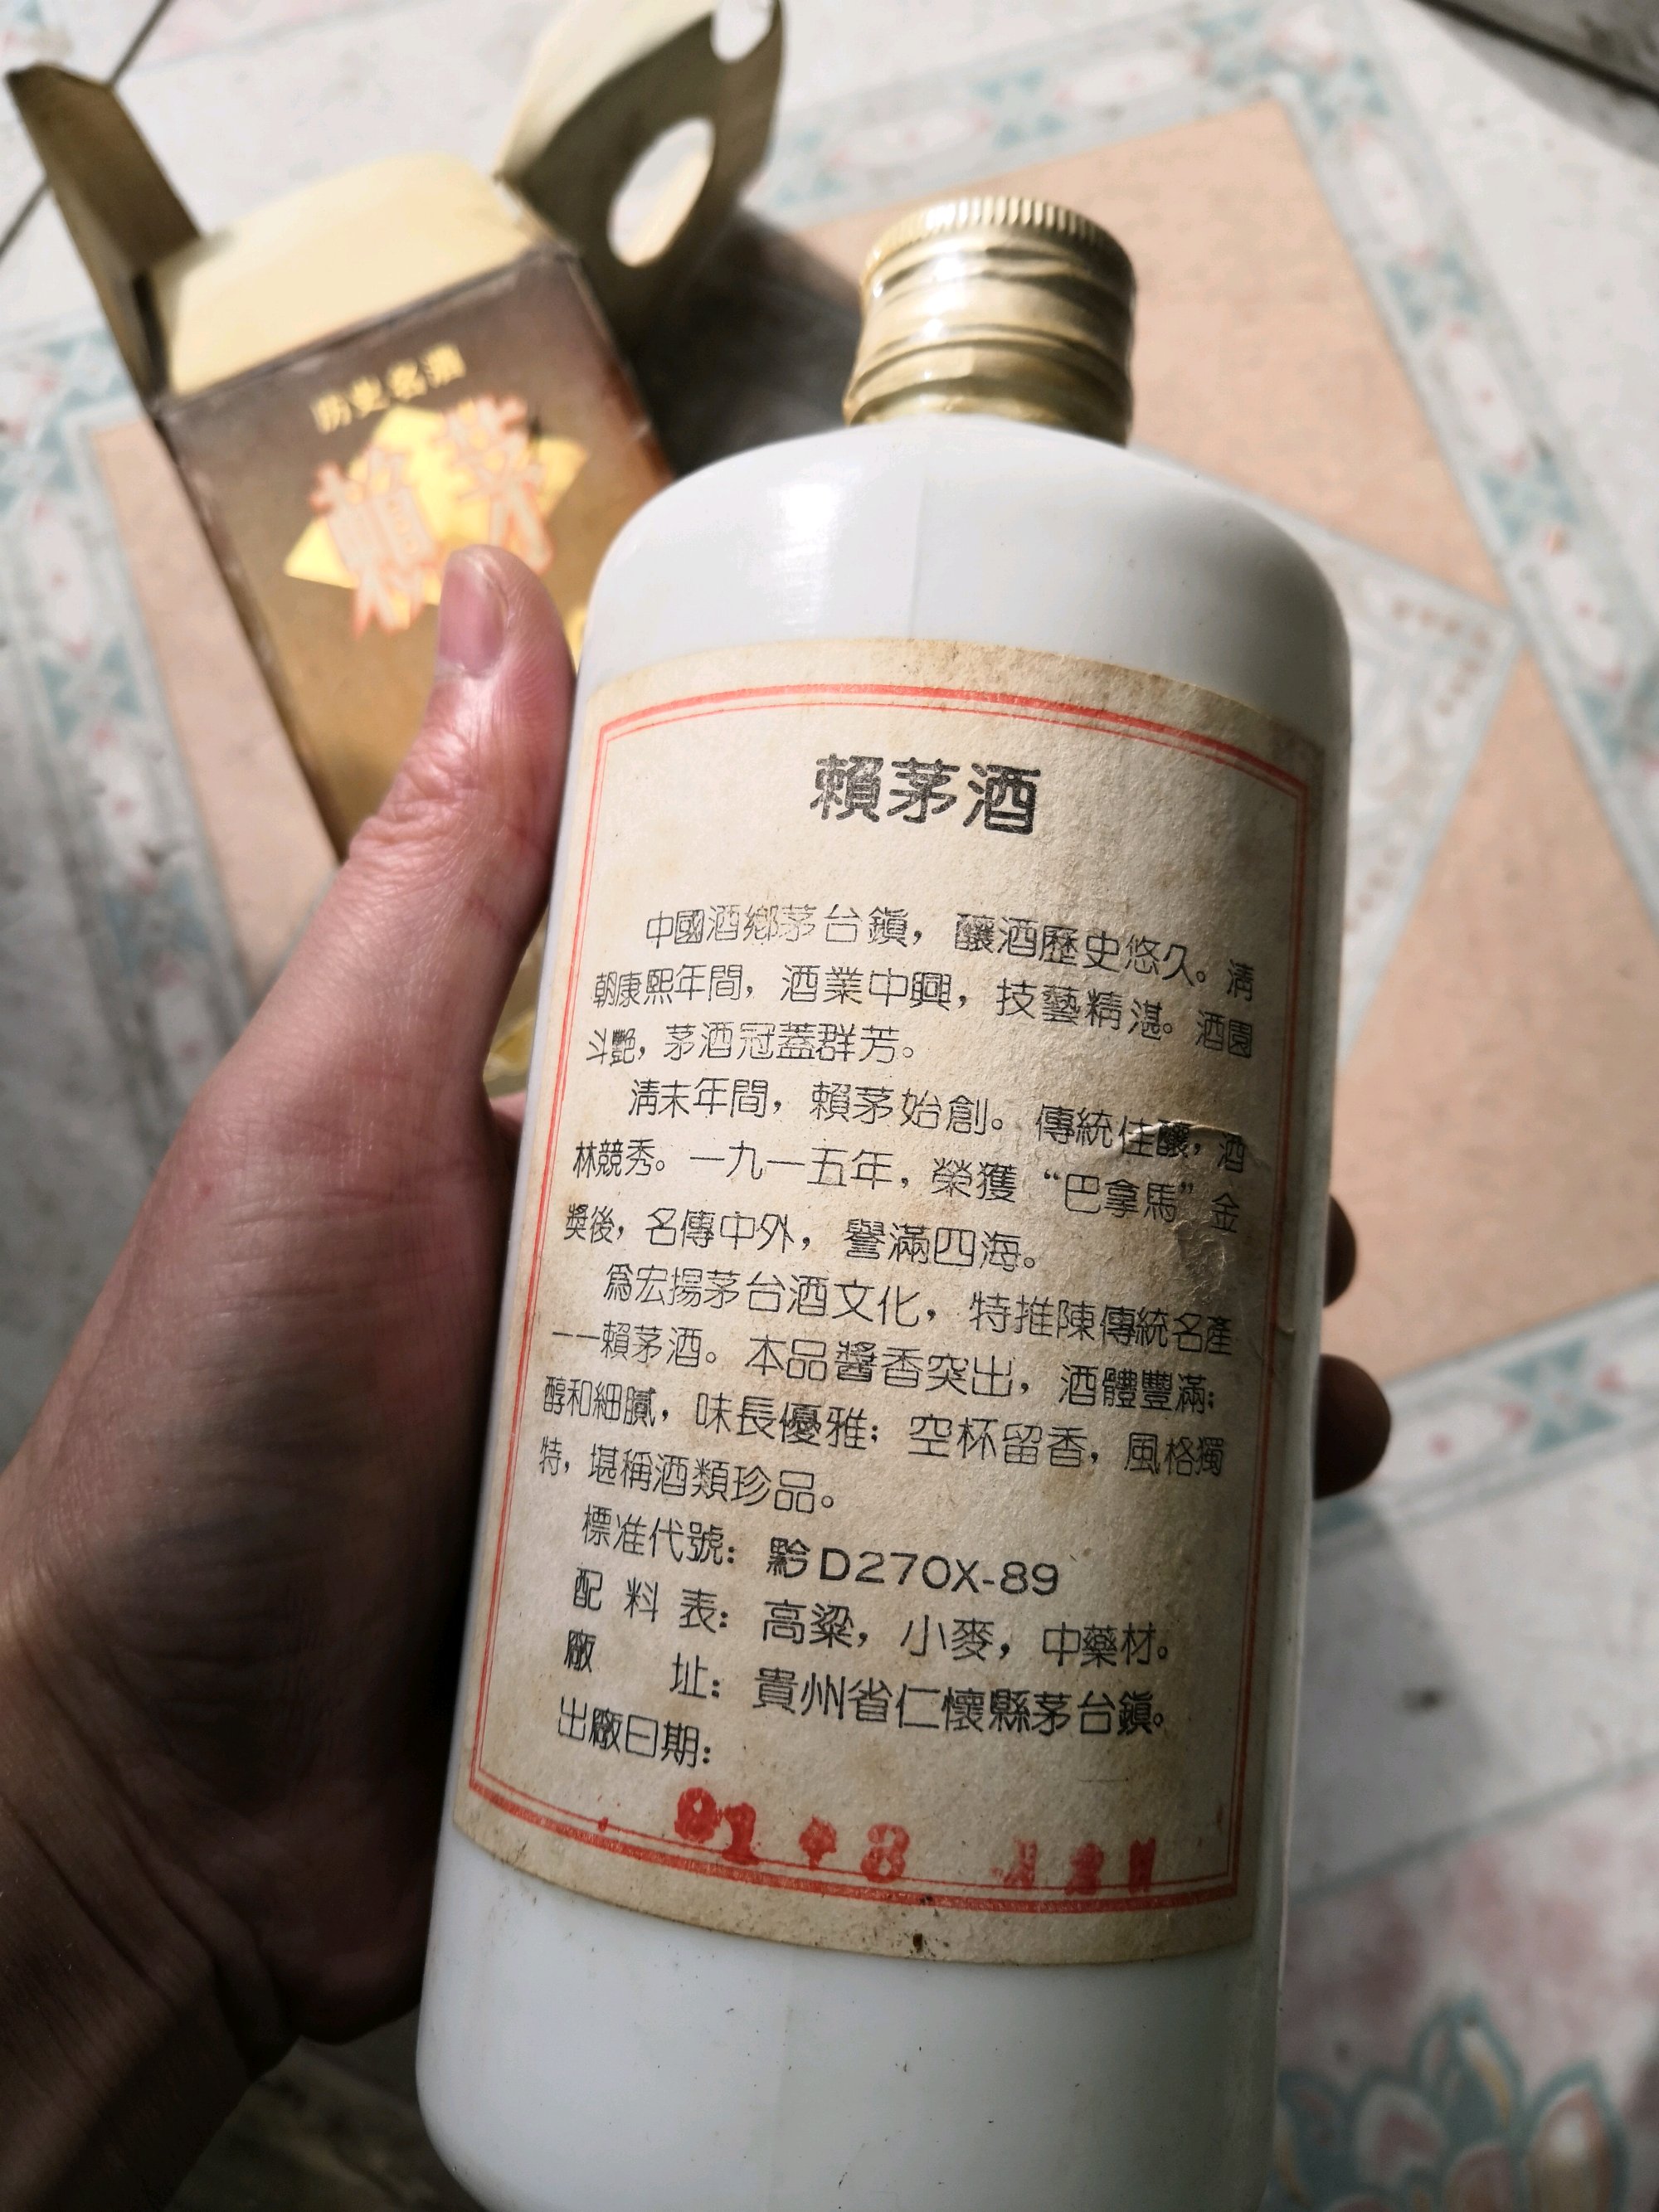 历史名酒
賴茅
賴茅酒
中國酒鄉茅台鎭，釀酒歷史悠久。淸
朝康熙年間，酒業中興，技藝精湛。酒園
斗艷，茅酒冠蓋群芳。
淸末年間，賴茅始創。傳統佳釀，酒
林競秀。一九一五年，榮獲“巴拿馬”金
獎後，名傳中外，譽滿四海。
爲宏揚茅台酒文化，特推陳傳統名產
——賴茅酒。本品醬香突出，酒體豐滿；
醇和細膩，味長優雅；空杯留香，風格獨
特，堪稱酒類珍品。
標准代號：黔D270X-89
配料表：高粱，小麥，中藥材。
廠址：貴州省仁懷縣茅台鎭。
出廠日期：